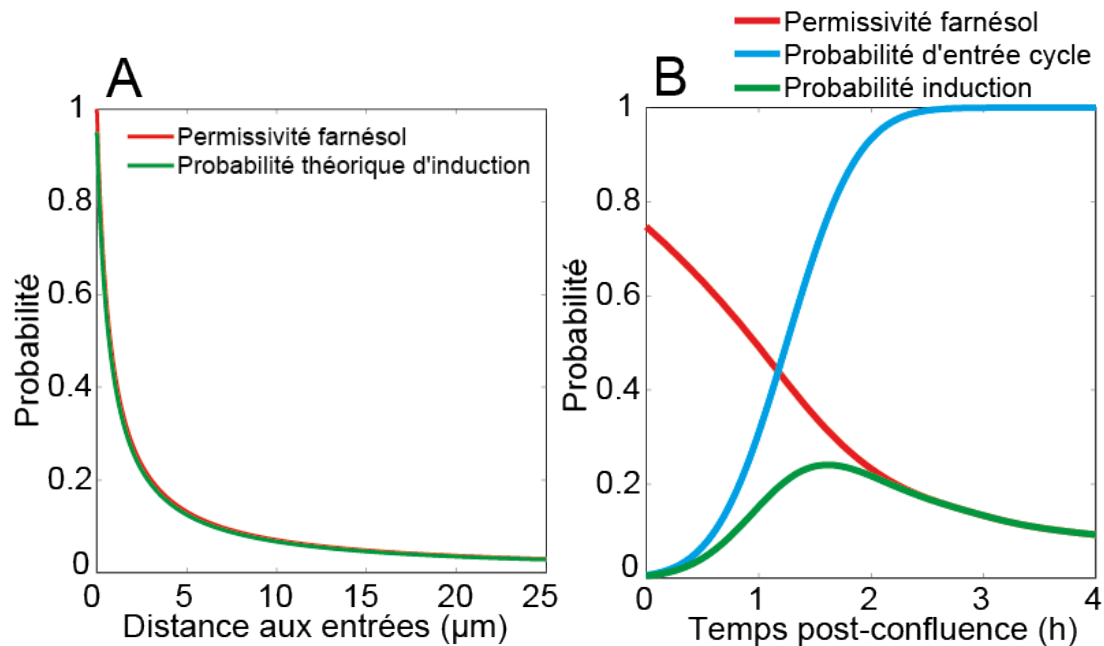 A
Permissivité farnésol
Probabilité théorique d'induction
Probabilité
1
0.8
0.6
0.4
0.2
0
0
5
10
15
20
25
Distance aux entrées (µm)
B
Permissivité farnésol
Probabilité d'entrée cycle
Probabilité induction
Probabilité
1
0.8
0.6
0.4
0.2
0
0
1
2
3
4
Temps post-confluence (h)